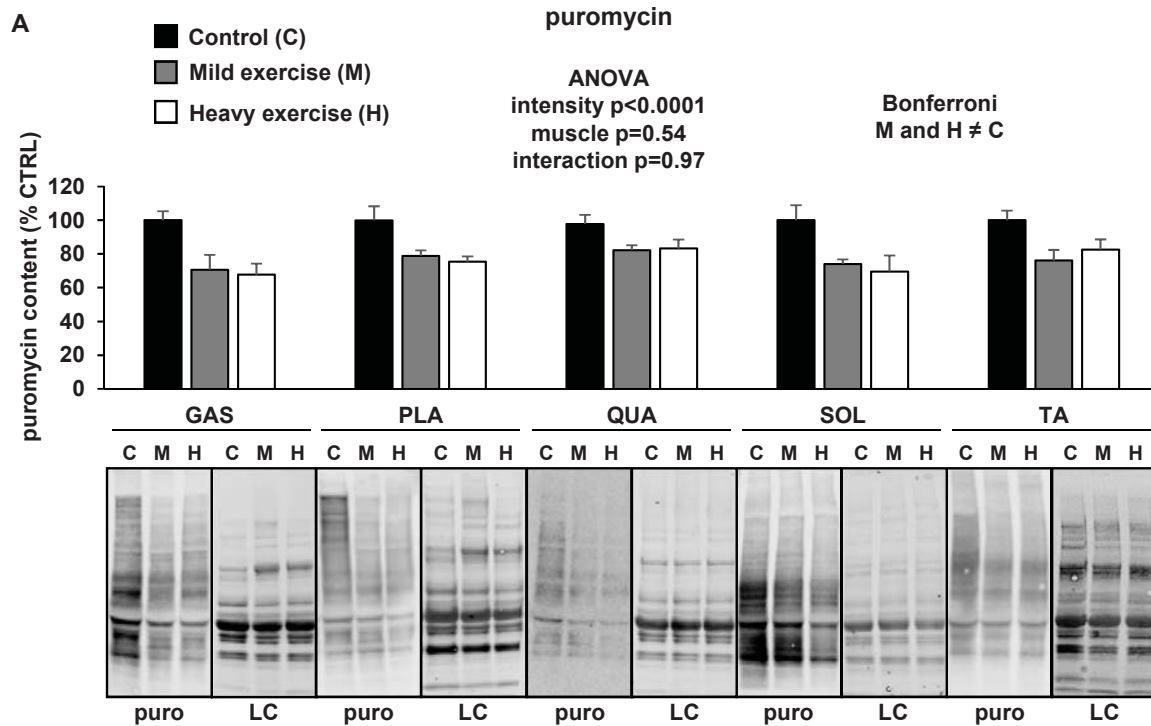 A
puromycin
Control (C)
Mild exercise (M)
Heavy exercise (H)
ANOVA
intensity p<0.0001
muscle p=0.54
interaction p=0.97
Bonferroni
M and H ≠ C
puromycin content (% CTRL)
120
100
80
60
40
20
0
GAS PLA QUA SOL TA
C M H C M H C M H C M H C M H C M H C M H C M H C M H C M H
puro LC puro LC puro LC puro LC puro LC